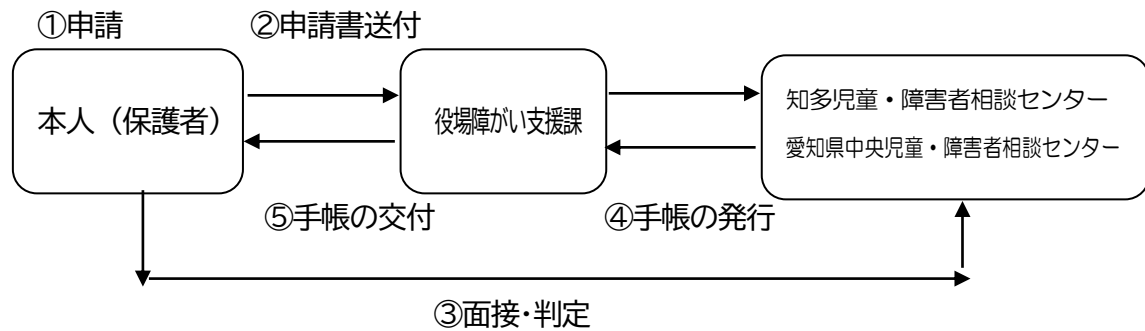 ①申請
②申請書送付
本人（保護者）
役場障がい支援課
知多児童・障害者相談センター
愛知県中央児童・障害者相談センター
⑤手帳の交付
④手帳の発行
③面接・判定